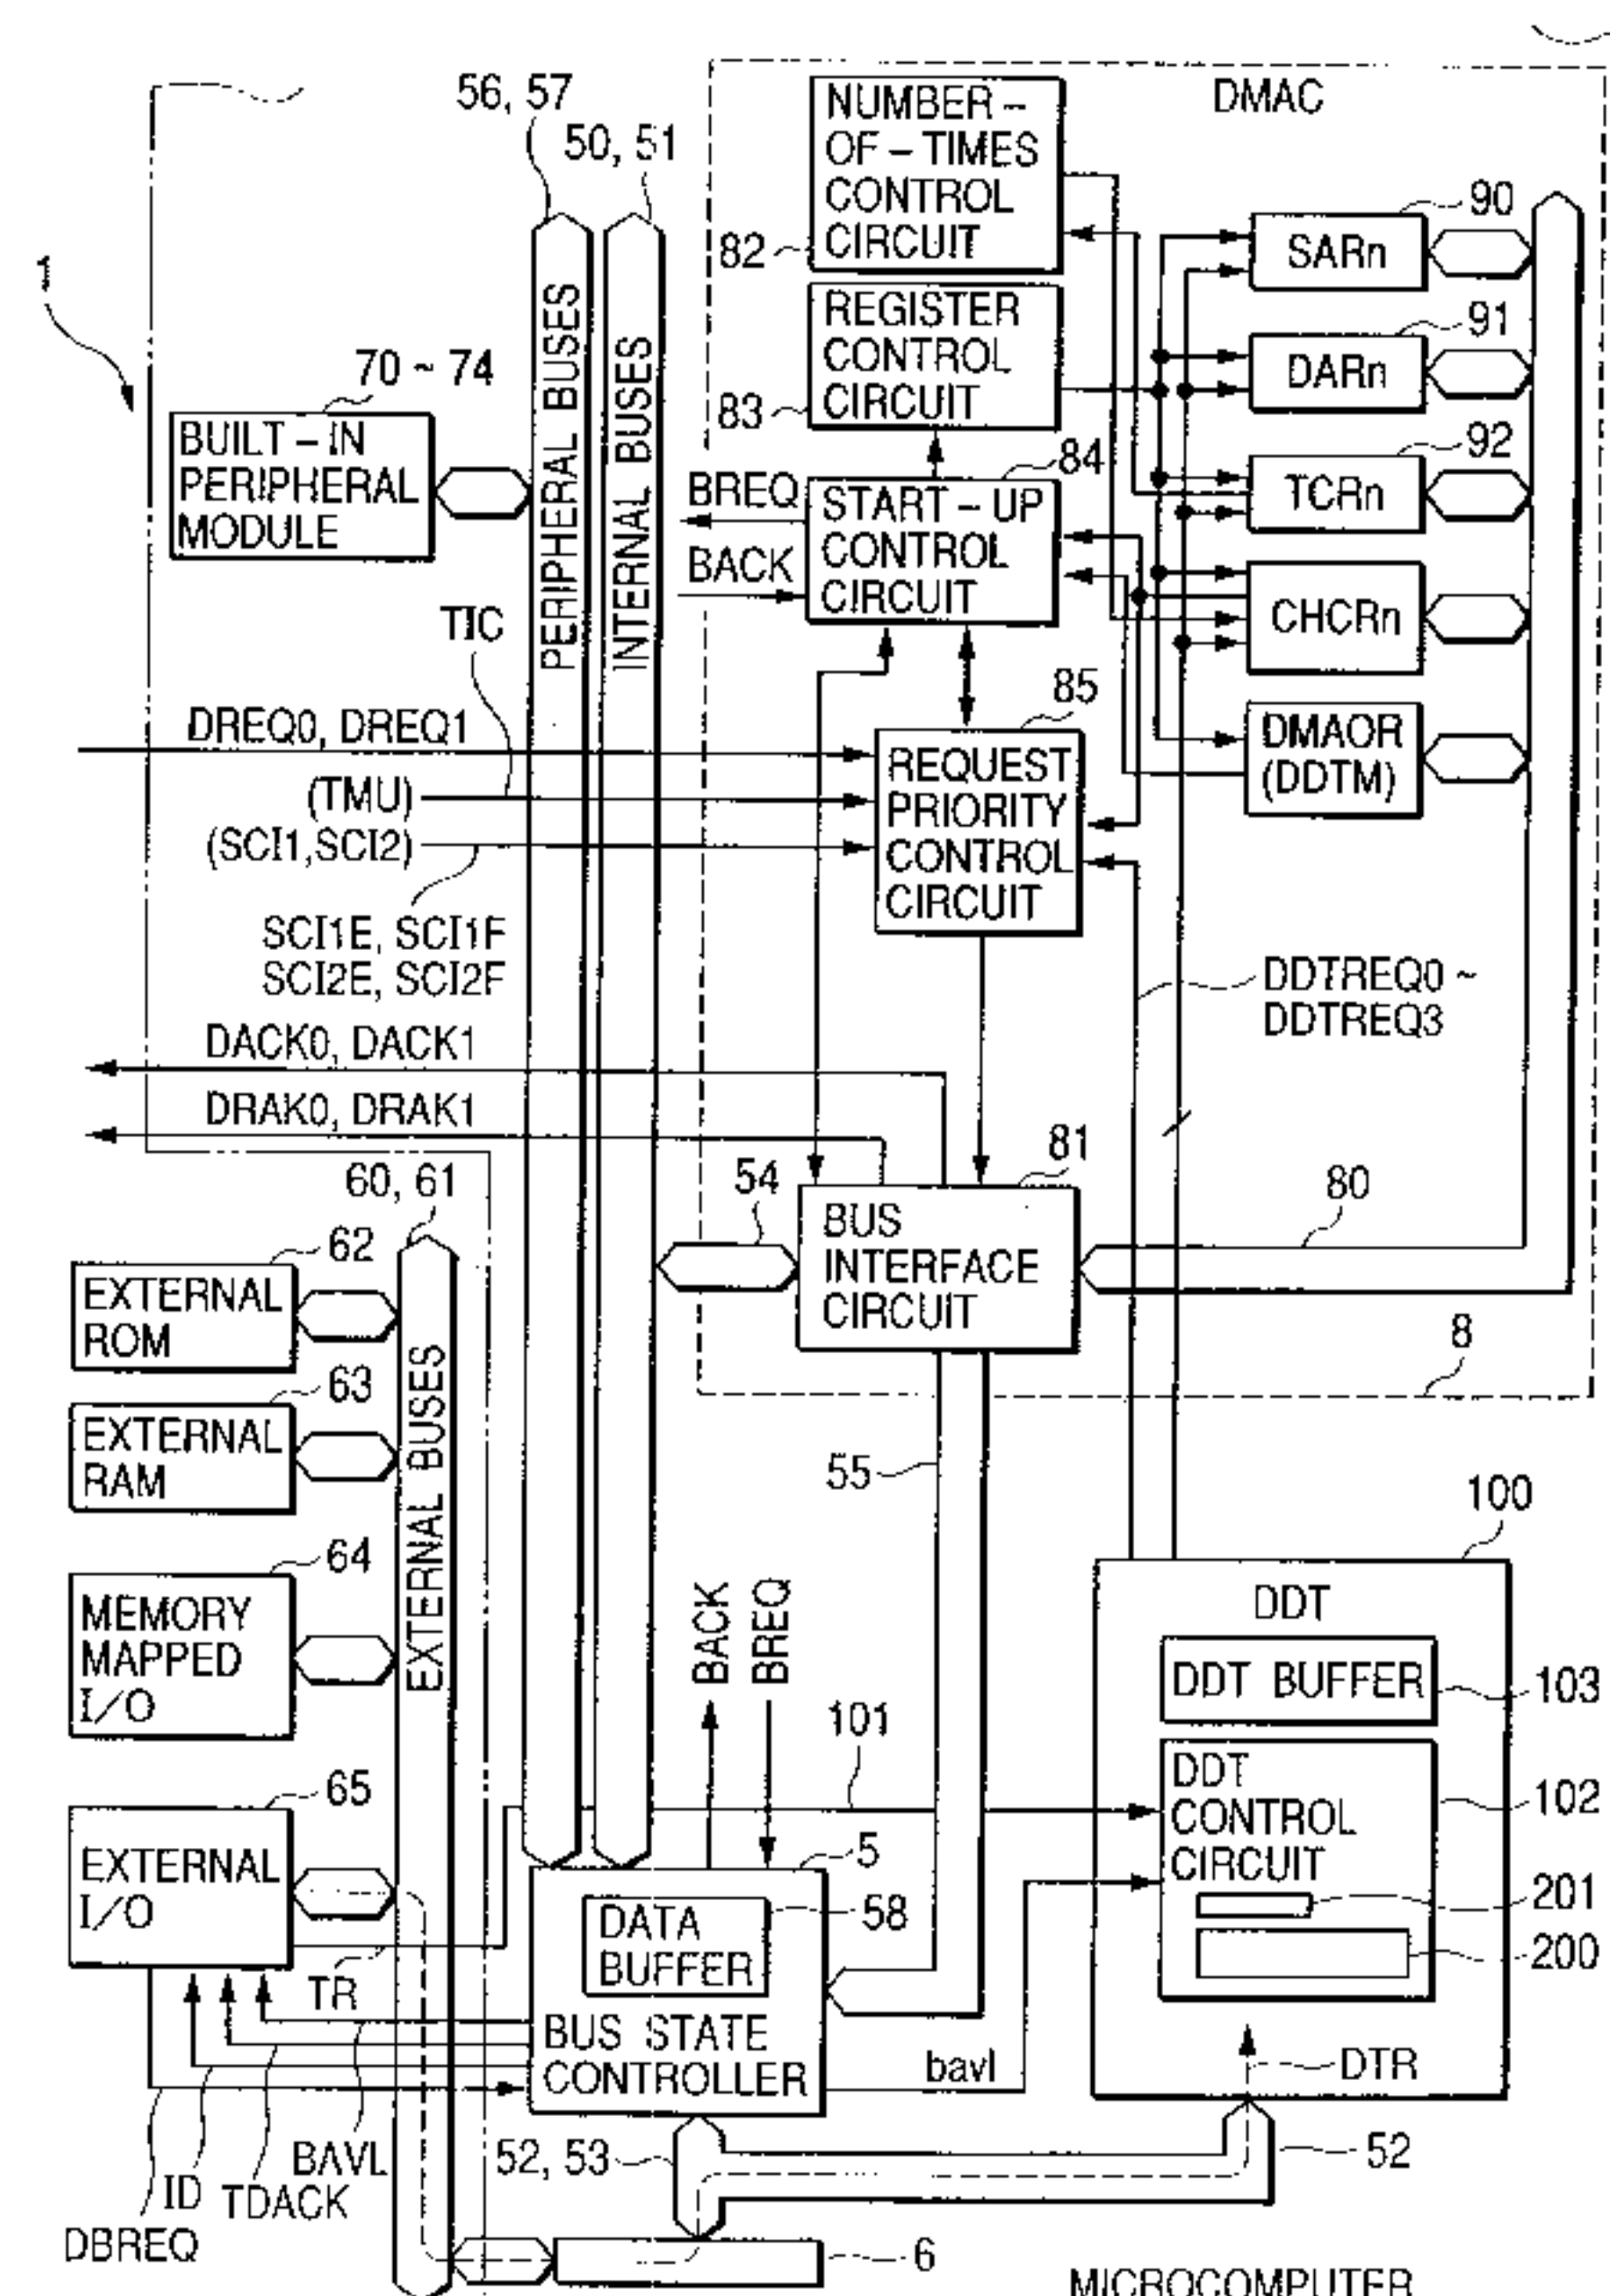 56, 57
50, 51
1
DMAC
NUMBER-
OF-TIMES
CONTROL
CIRCUIT
82
REGISTER
CONTROL
CIRCUIT
83
84
START-UP
CONTROL
CIRCUIT
BREQ
BACK
90
SARn
91
DARn
92
TCRn
CHCRn
DMAOR
(DDTM)
70 ~ 74
BUILT-IN
PERIPHERAL
MODULE
PERIPHERAL BUSES
INTERNAL BUSES
TIC
DREQ0, DREQ1
(TMU)
(SCI1,SCI2)
SCI1E, SCI1F
SCI2E, SCI2F
85
REQUEST
PRIORITY
CONTROL
CIRCUIT
DDTREQ0 ~
DDTREQ3
DACK0, DACK1
DRAK0, DRAK1
60, 61
54
81
BUS
INTERFACE
CIRCUIT
80
8
62
EXTERNAL
ROM
63
EXTERNAL
RAM
64
MEMORY
MAPPED
I/O
65
EXTERNAL
I/O
EXTERNAL BUSES
55
BACK
BREQ
101
100
DDT
DDT BUFFER
103
DDT
CONTROL
CIRCUIT
102
201
200
5
DATA
BUFFER
58
BUS STATE
CONTROLLER
TR
bavl
DTR
BAVL
ID
TDACK
DBREQ
52, 53
52
6
MICROCOMPUTER